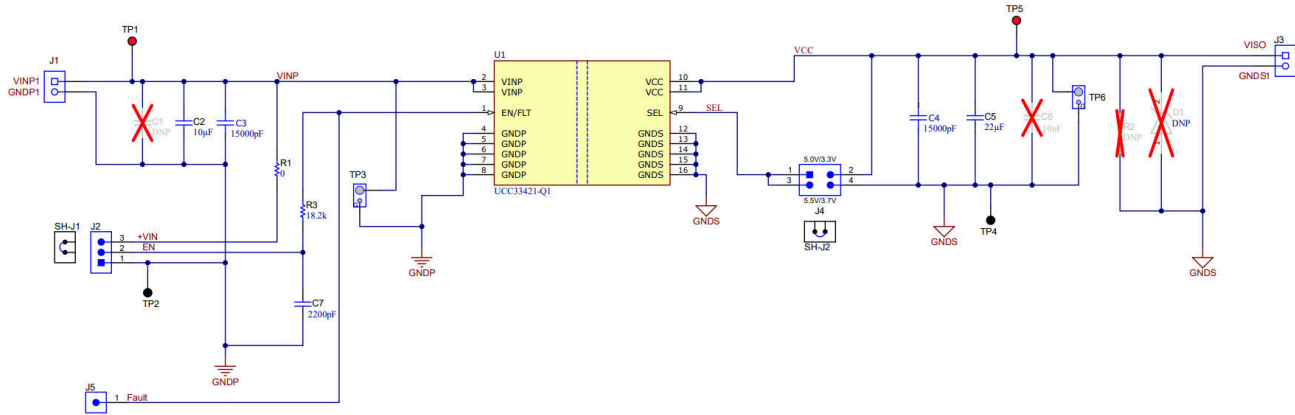 TP1
TP5
J1
U1
VCC
VISO
J3
VINP1
GNDP1
VINP
2 VINP VCC 10
3 VINP VCC 11
GNDS1
C1
DNP
C2
10µF
C3
15000pF
1 EN/FLT SEL 9
SEL
4 GNDP GNDS 12
5 GNDP GNDS 13
6 GNDP GNDS 14
7 GNDP GNDS 15
8 GNDP GNDS 16
UCC33421-Q1
C4
15000pF
C5
22µF
C6
10µF
TP6
R2
DNP
D1
DNP
R1
0
TP3
5.0V/3.3V
1 2
3 4
5.5V/3.7V
J4
SH-J2
R3
18.2k
GNDS
TP4
GNDS
SH-J1
J2
3 +VIN
2 EN
1
TP2
GNDP
GNDS
C7
2200pF
GNDP
J5
1 Fault